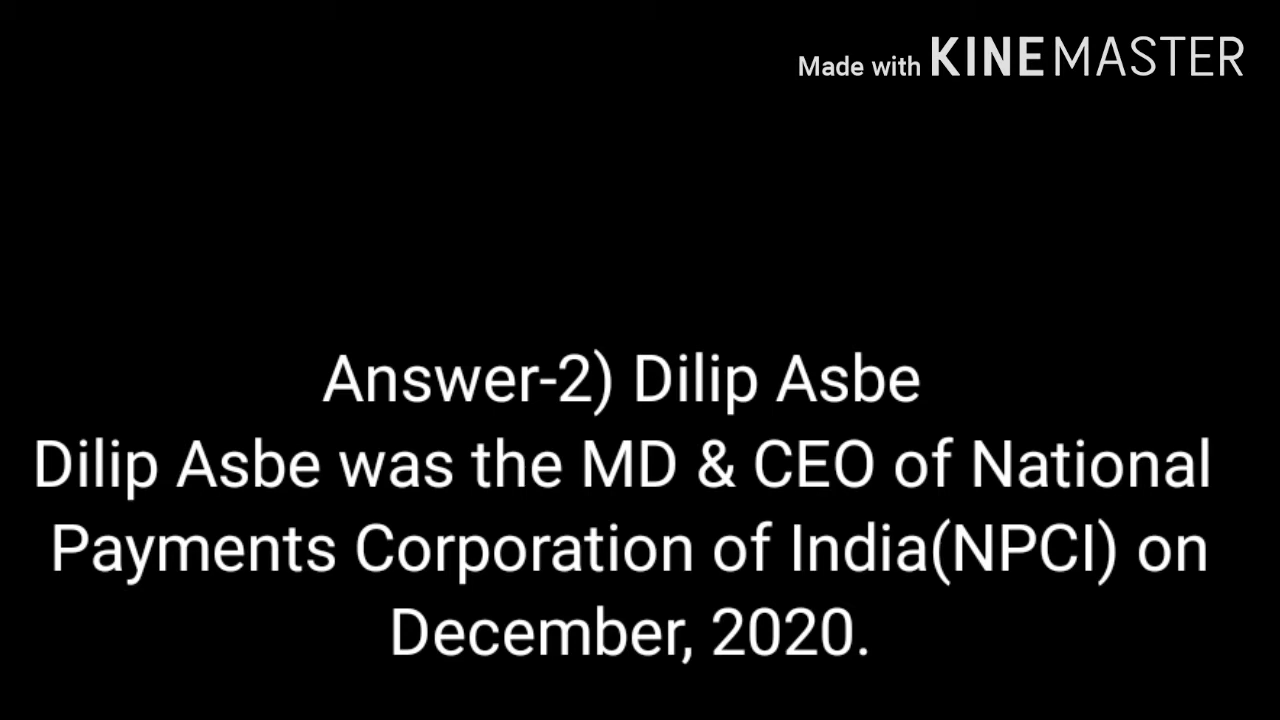 Made with KINEMASTER
Answer-2) Dilip Asbe
Dilip Asbe was the MD & CEO of National
Payments Corporation of India(NPCI) on
December, 2020.